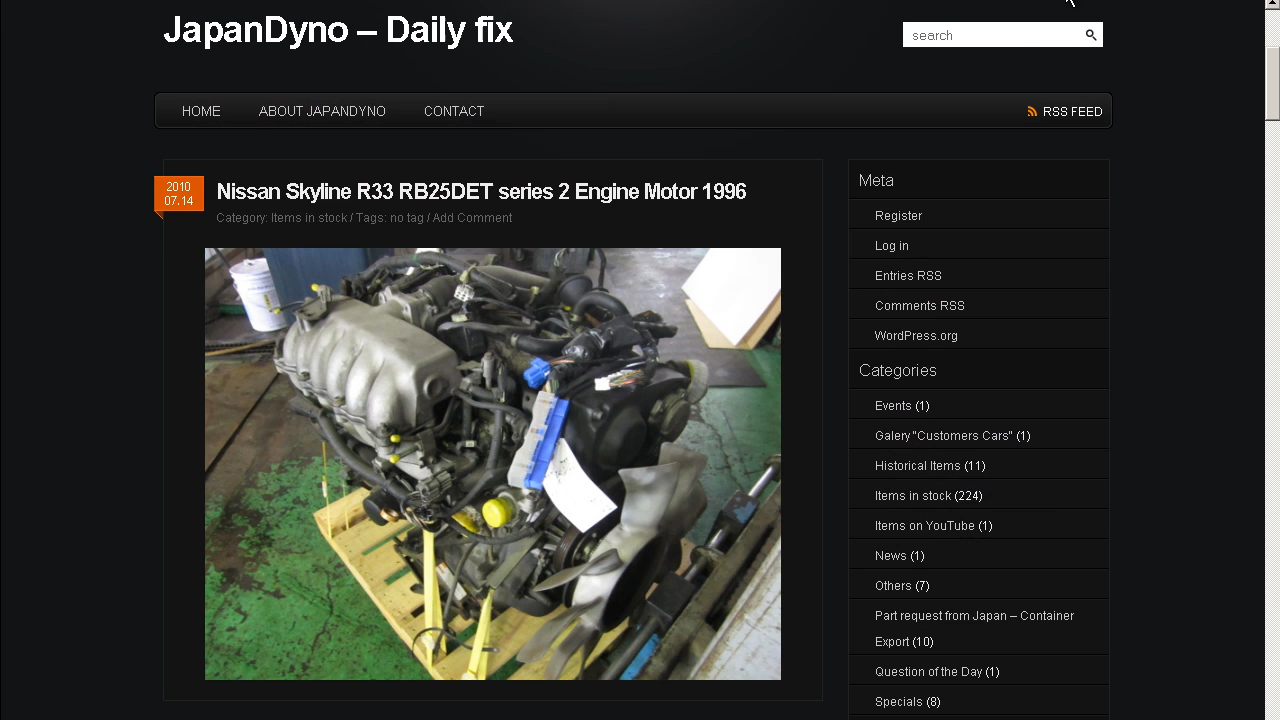 JapanDyno – Daily fix
search
HOME
ABOUT JAPANDYNO
CONTACT
RSS FEED
2010
07.14
Nissan Skyline R33 RB25DET series 2 Engine Motor 1996
Category: Items in stock / Tags: no tag / Add Comment
Meta
Register
Log in
Entries RSS
Comments RSS
WordPress.org
Categories
Events (1)
Galery "Customers Cars" (1)
Historical Items (11)
Items in stock (224)
Items on YouTube (1)
News (1)
Others (7)
Part request from Japan – Container
Export (10)
Question of the Day (1)
Specials (8)